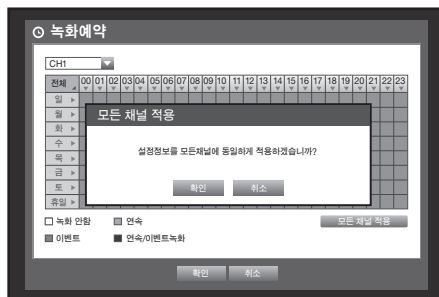 녹화예약
CH1
전체 00 01 02 03 04 05 06 07 08 09 10 11 12 13 14 15 16 17 18 19 20 21 22 23
일
월
화
수
목
금
토
휴일
모든 채널 적용
설정정보를 모든채널에 동일하게 적용하겠습니까?
확인 취소
녹화 안함 연속 모든 채널 적용
이벤트 연속/이벤트녹화
확인 취소